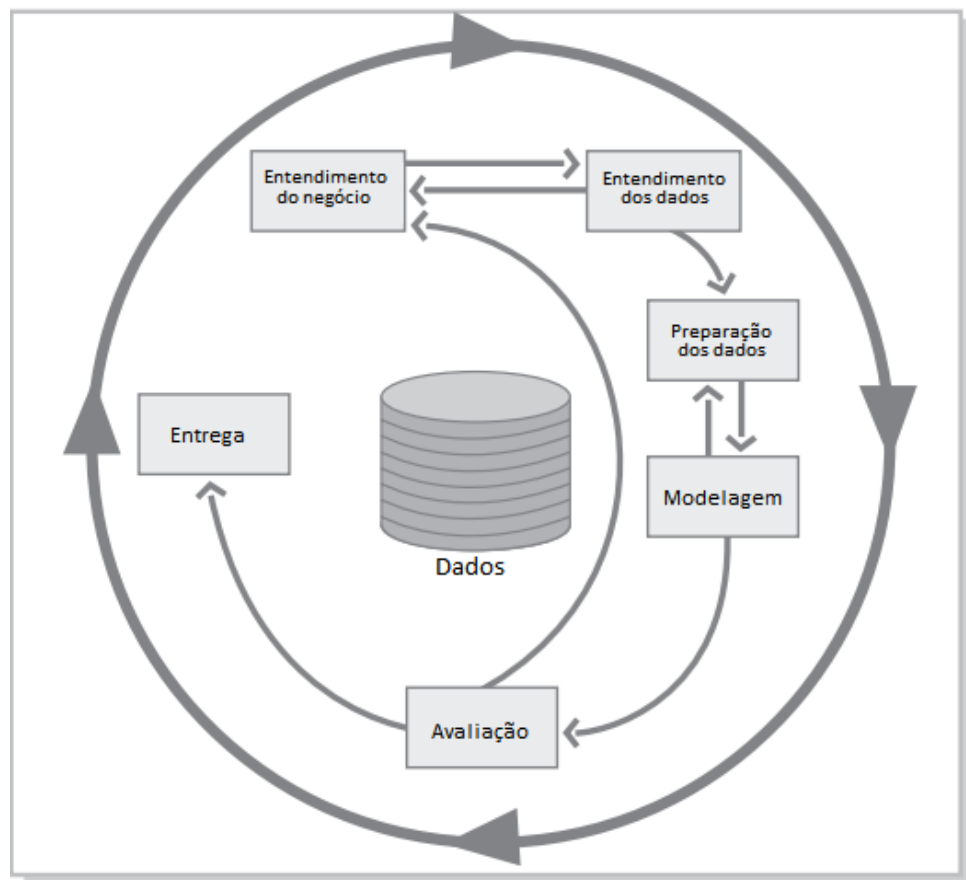 Entendimento
do negócio
Entendimento
dos dados
Preparação
dos dados
Entrega
Modelagem
Dados
Avaliação